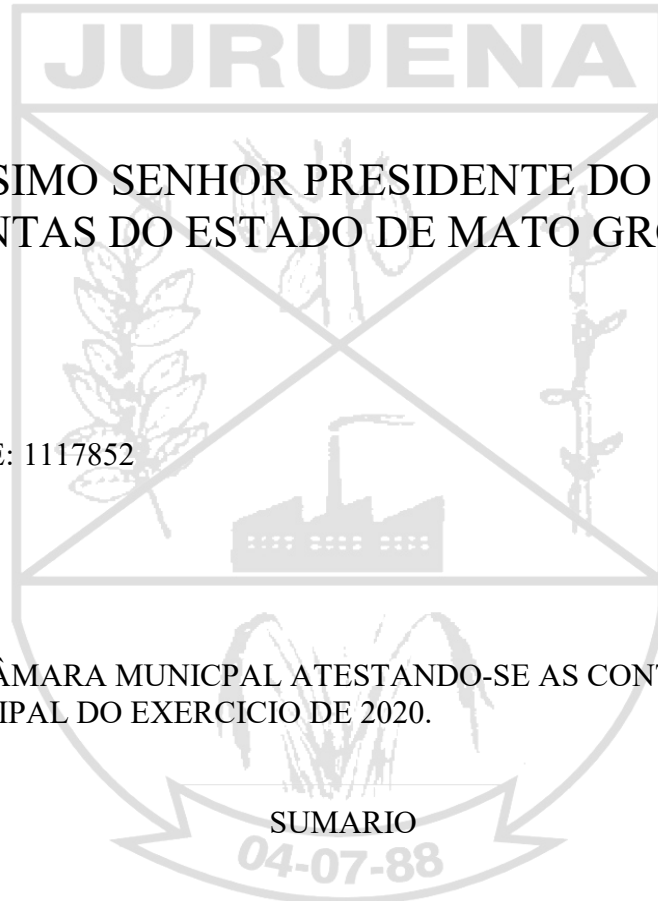 JURUENA
SIMO SENHOR PRESIDENTE DO
NTAS DO ESTADO DE MATO GR
E: 1117852
ÂMARA MUNICPAL ATESTANDO-SE AS CONT
IPAL DO EXERCICIO DE 2020.
SUMARIO
04-07-88